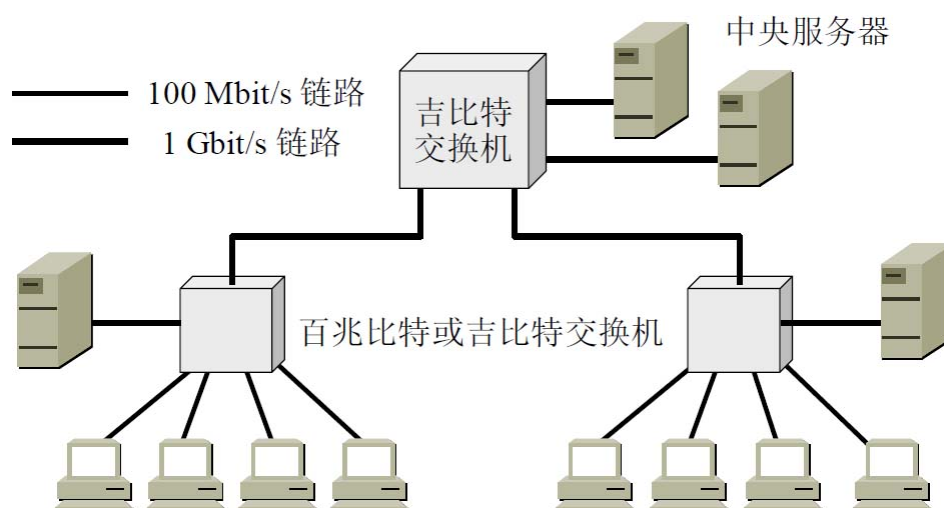 中央服务器
100 Mbit/s 链路
1 Gbit/s 链路
吉比特
交换机
百兆比特或吉比特交换机